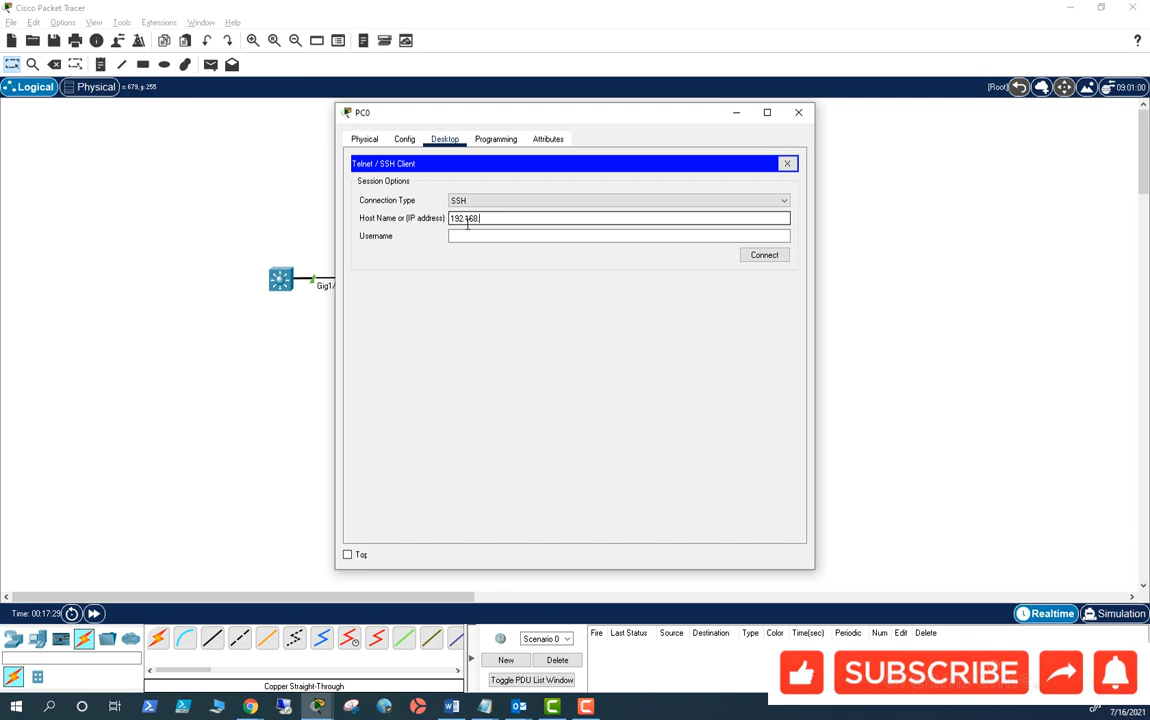 Cisco Packet Tracer
File Edit Options View Tools Extensions Window Help
?
Logical Physical x: 679, y: 255 [Root] 09:01:00
PC0
Physical Config Desktop Programming Attributes
Telnet / SSH Client X
Session Options
Connection Type SSH
Host Name or (IP address) 192.168.
Username
Connect
Gig1/
Top
Time: 00:17:29 Realtime Simulation
Scenario 0 Fire Last Status Source Destination Type Color Time(sec) Periodic Num Edit Delete
New Delete
SUBSCRIBE
Toggle PDU List Window
Copper Straight-Through
7/16/2021